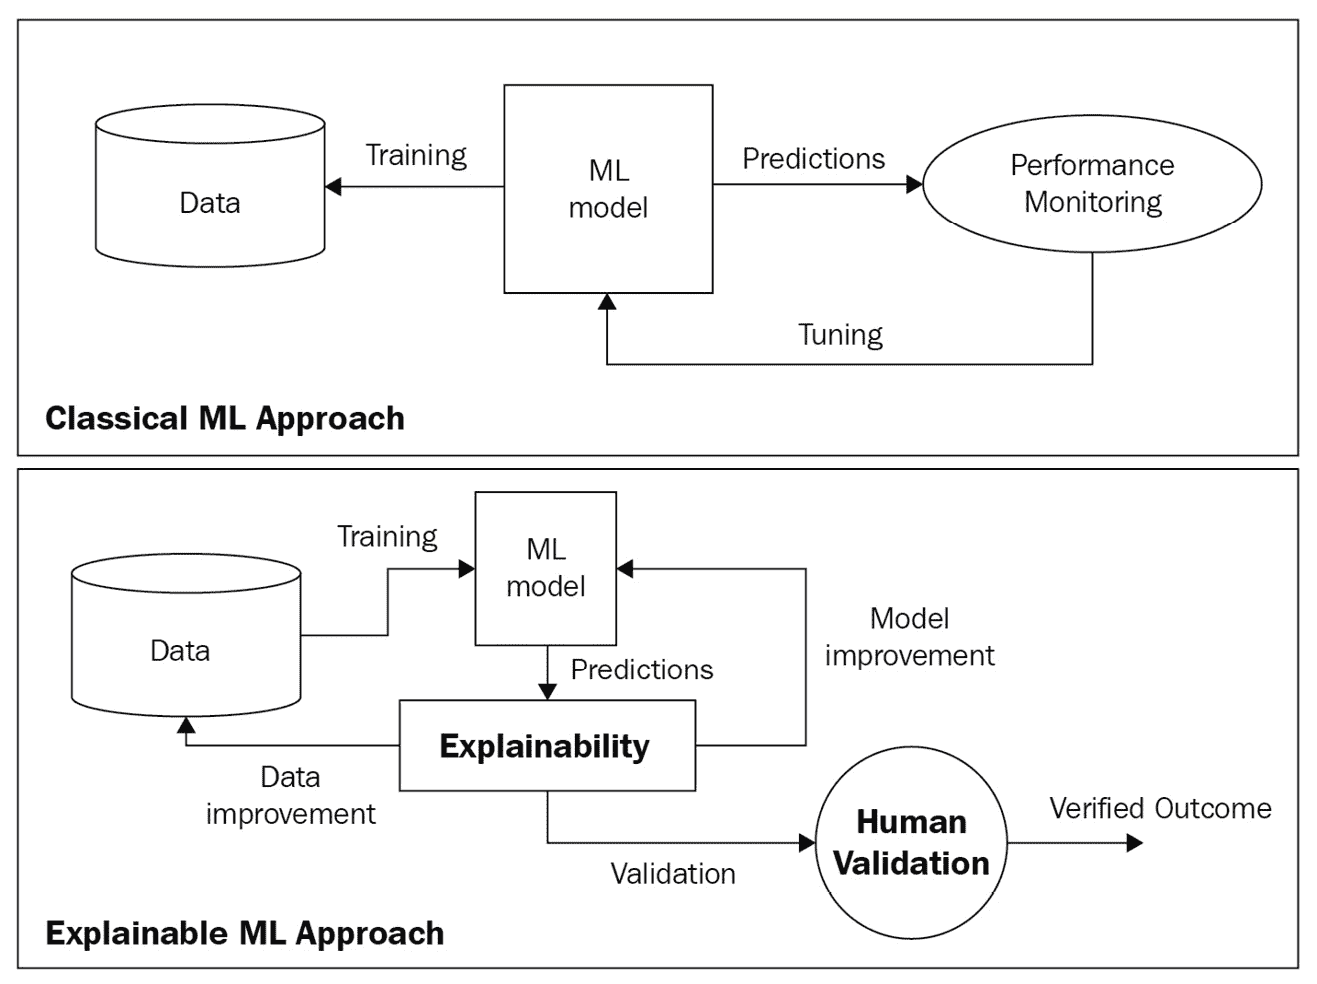 Data
Training
ML
model
Predictions
Performance
Monitoring
Tuning
Classical ML Approach
Training
ML
model
Data
Predictions
Model
improvement
Explainability
Data
improvement
Human
Validation
Verified Outcome
Validation
Explainable ML Approach